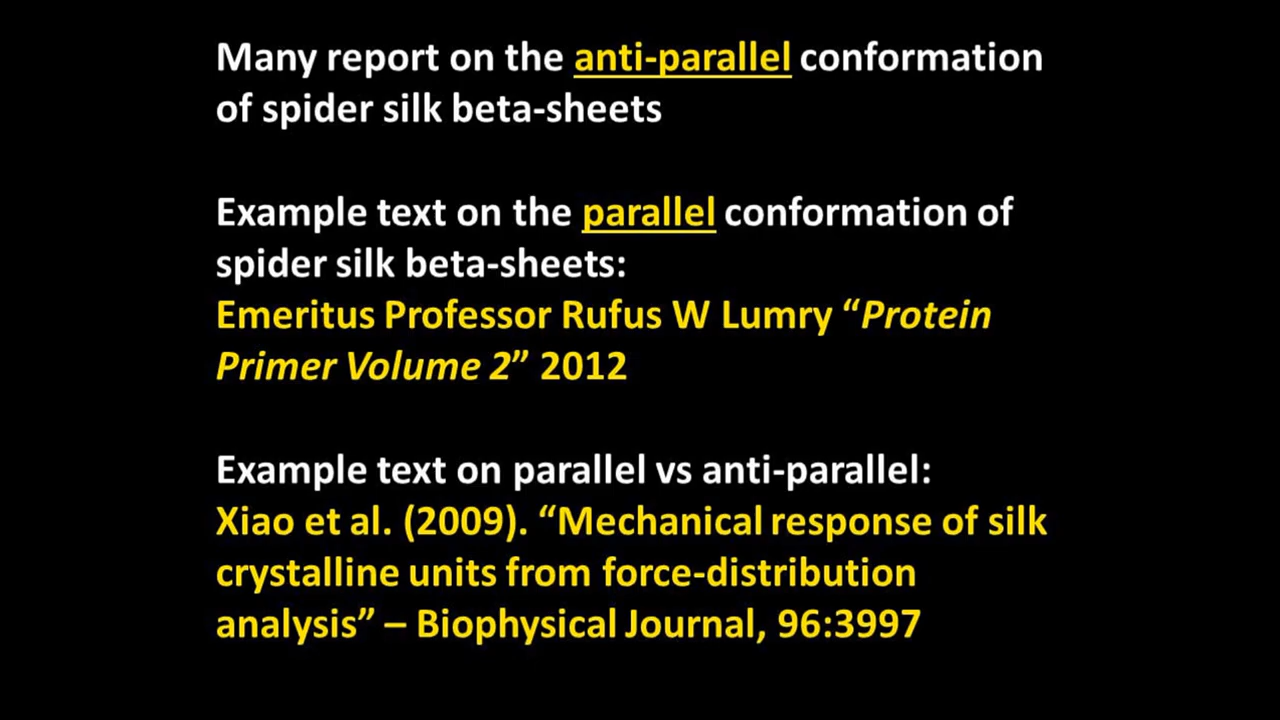 Many report on the anti-parallel conformation
of spider silk beta-sheets
Example text on the parallel conformation of
spider silk beta-sheets:
Emeritus Professor Rufus W Lumry “Protein
Primer Volume 2” 2012
Example text on parallel vs anti-parallel:
Xiao et al. (2009). “Mechanical response of silk
crystalline units from force-distribution
analysis” – Biophysical Journal, 96:3997